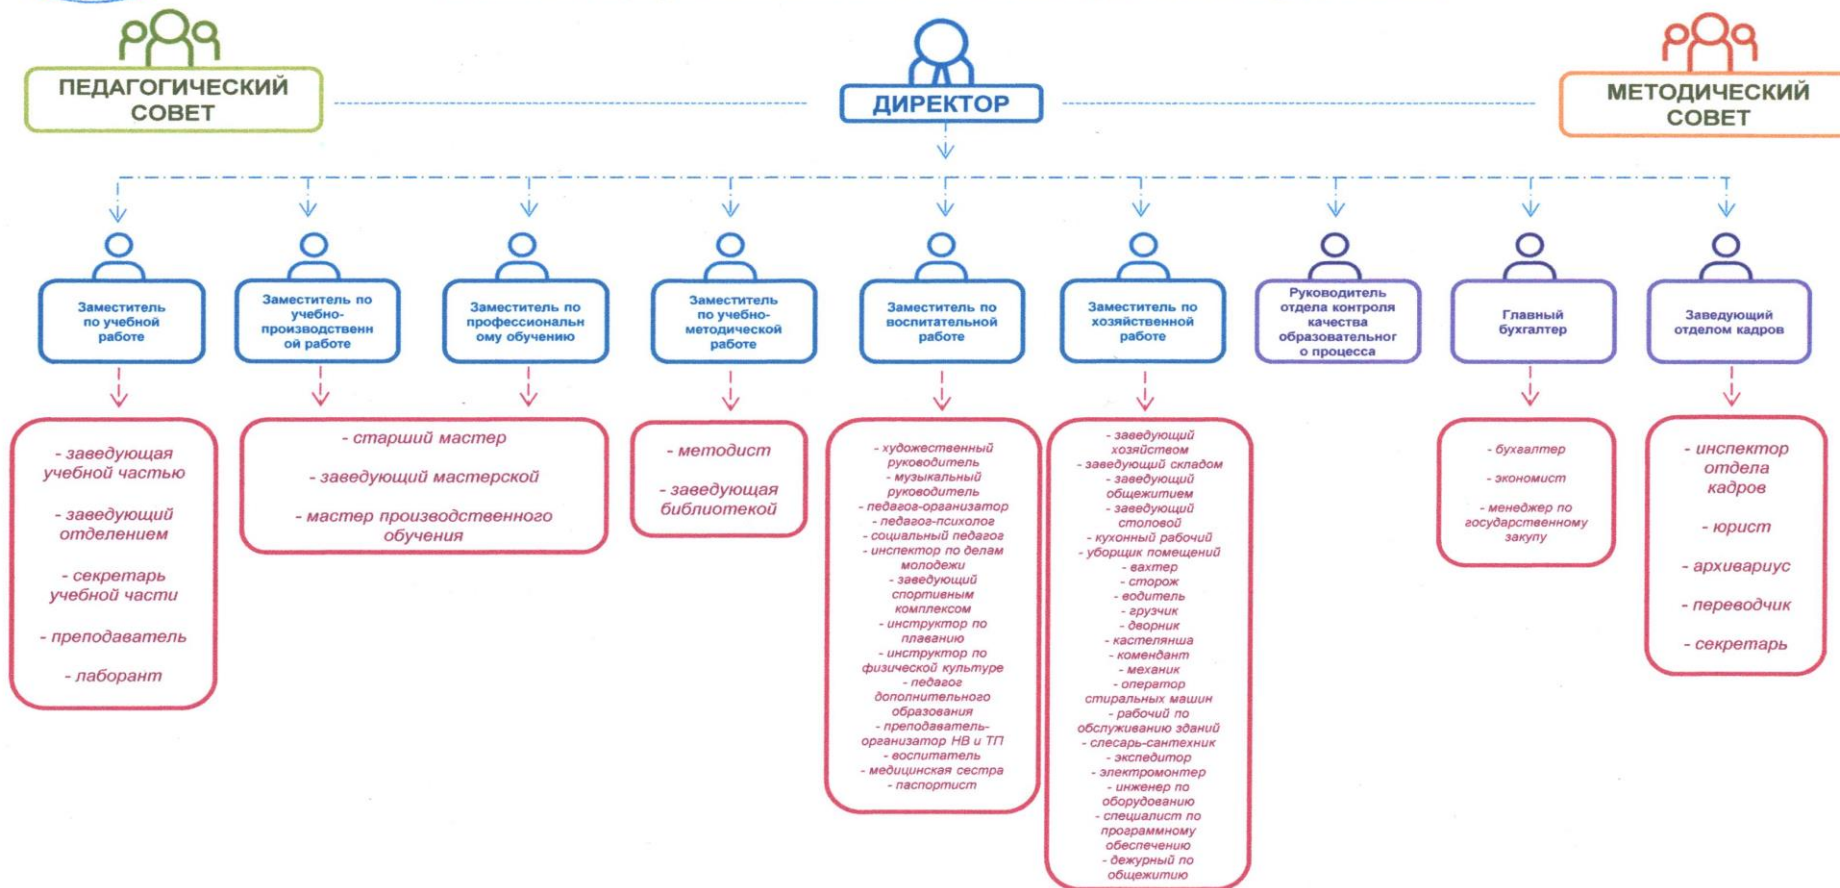 ПЕДАГОГИЧЕСКИЙ
СОВЕТ
ДИРЕКТОР
МЕТОДИЧЕСКИЙ
СОВЕТ
Заместитель
по учебной
работе
Заместитель по
учебно-
производственн
ой работе
Заместитель по
профессиональн
ому обучению
Заместитель
по учебно-
методической
работе
Заместитель по
воспитательной
работе
Заместитель по
хозяйственной
работе
Руководитель
отдела контроля
качества
образовательног
о процесса
Главный
бухгалтер
Заведующий
отделом кадров
- заведующая
учебной частью
- заведующий
отделением
- секретарь
учебной части
- преподаватель
- лаборант
- старший мастер
- заведующий мастерской
- мастер производственного
обучения
- методист
- заведующая
библиотекой
- художественный
руководитель
- музыкальный
руководитель
- педагог-организатор
- педагог-психолог
- социальный педагог
- инспектор по делам
молодежи
- заведующий
спортивным
комплексом
- инструктор по
плаванию
- инструктор по
физической культуре
- педагог
дополнительного
образования
- преподаватель-
организатор НВ и ТП
- воспитатель
- медицинская сестра
- паспортист
- заведующий
хозяйством
- заведующий складом
- заведующий
общежитием
- заведующий
столовой
- кухонный рабочий
- уборщик помещений
- вахтер
- сторож
- водитель
- грузчик
- дворник
- кастелянша
- комендант
- механик
- оператор
стиральных машин
- рабочий по
обслуживанию зданий
- слесарь-сантехник
- экспедитор
- электромонтер
- инженер по
оборудованию
- специалист по
программному
обеспечению
- дежурный по
общежитию
- бухгалтер
- экономист
- менеджер по
государственному
закупу
- инспектор
отдела
кадров
- юрист
- архивариус
- переводчик
- секретарь